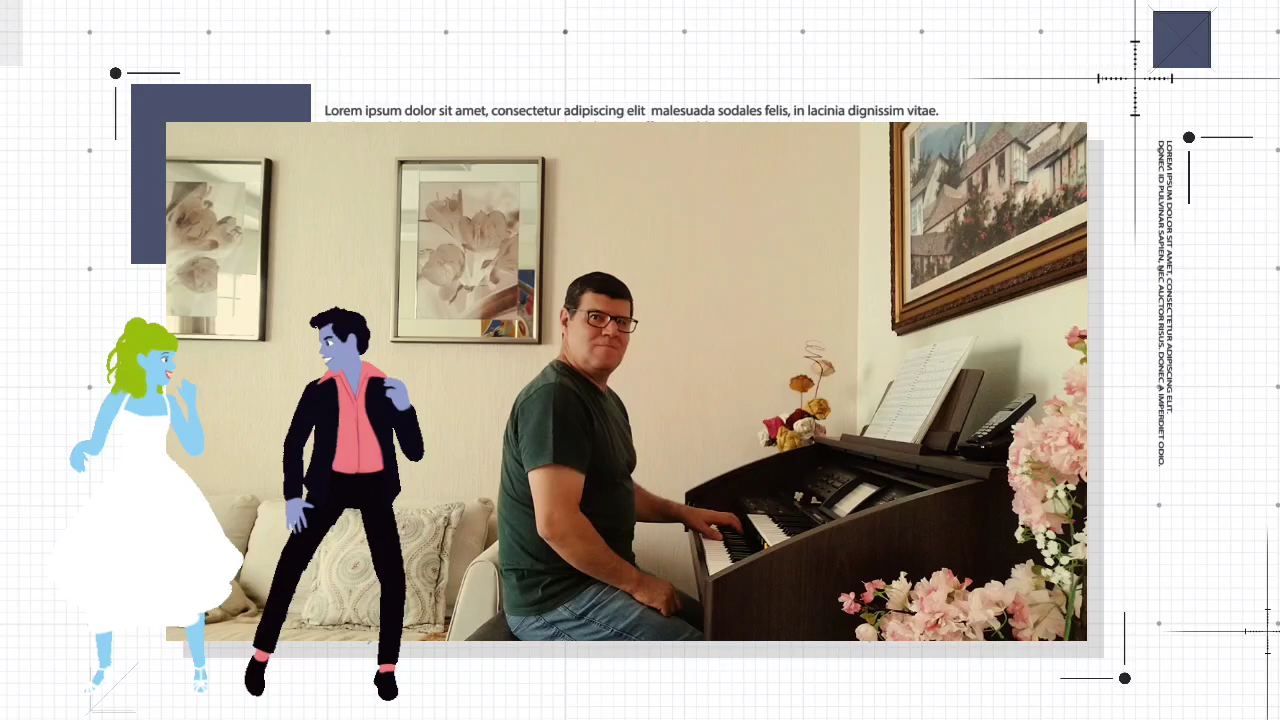 Lorem ipsum dolor sit amet, consectetur adipiscing elit  malesuada sodales felis, in lacinia dignissim vitae.
LOREM IPSUM DOLOR SIT AMET, CONSECTETUR ADIPISCING ELIT.
DONEC ID PULVINAR SAPIEN, NEC AUCTOR RISUS. DONEC A IMPERDIET ODIO.